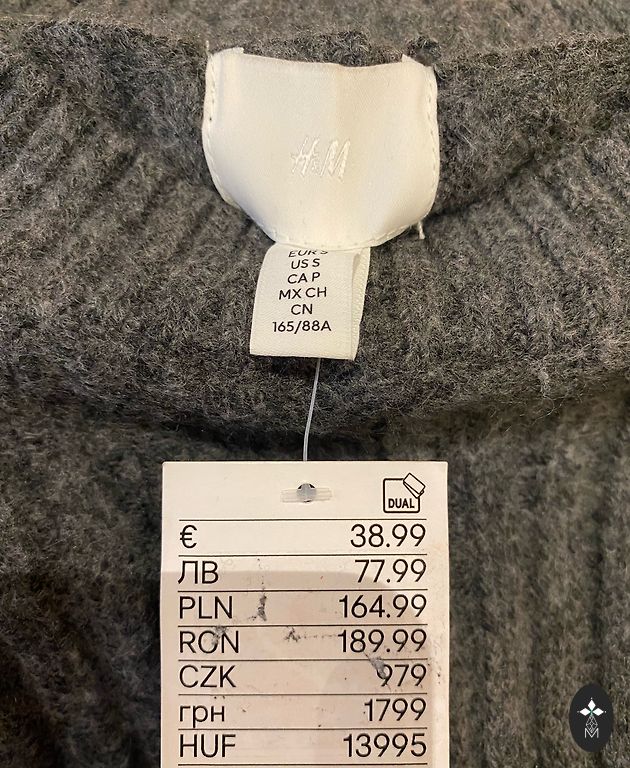 H&M
EUR S
US S
CA P
MX CH
CN
165/88A
DUAL
€ 38.99
ЛВ 77.99
PLN 164.99
RON 189.99
CZK 979
грн 1799
HUF 13995
M